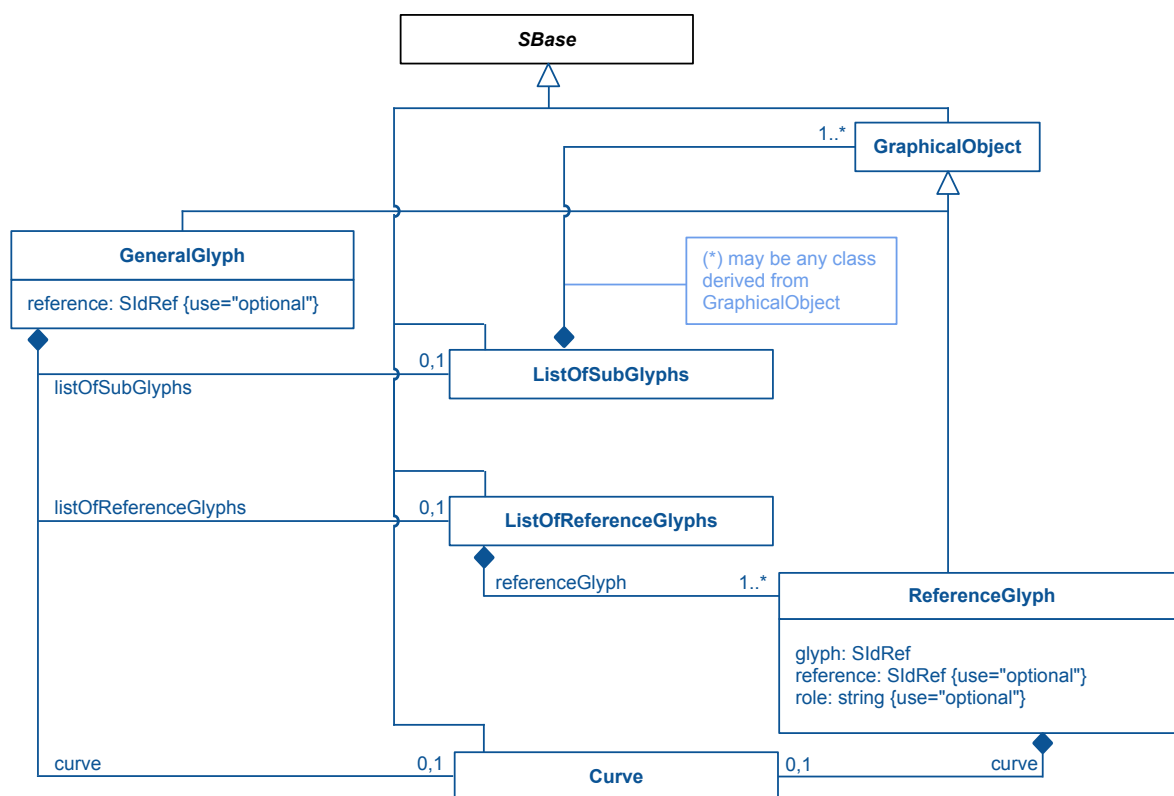 SBase
1..*
GraphicalObject
GeneralGlyph
reference: SIdRef {use="optional"}
(*) may be any class
derived from
GraphicalObject
0,1
ListOfSubGlyphs
listOfSubGlyphs
listOfReferenceGlyphs
0,1
ListOfReferenceGlyphs
referenceGlyph
1..*
ReferenceGlyph
glyph: SIdRef
reference: SIdRef {use="optional"}
role: string {use="optional"}
curve
0,1
Curve
0,1
curve